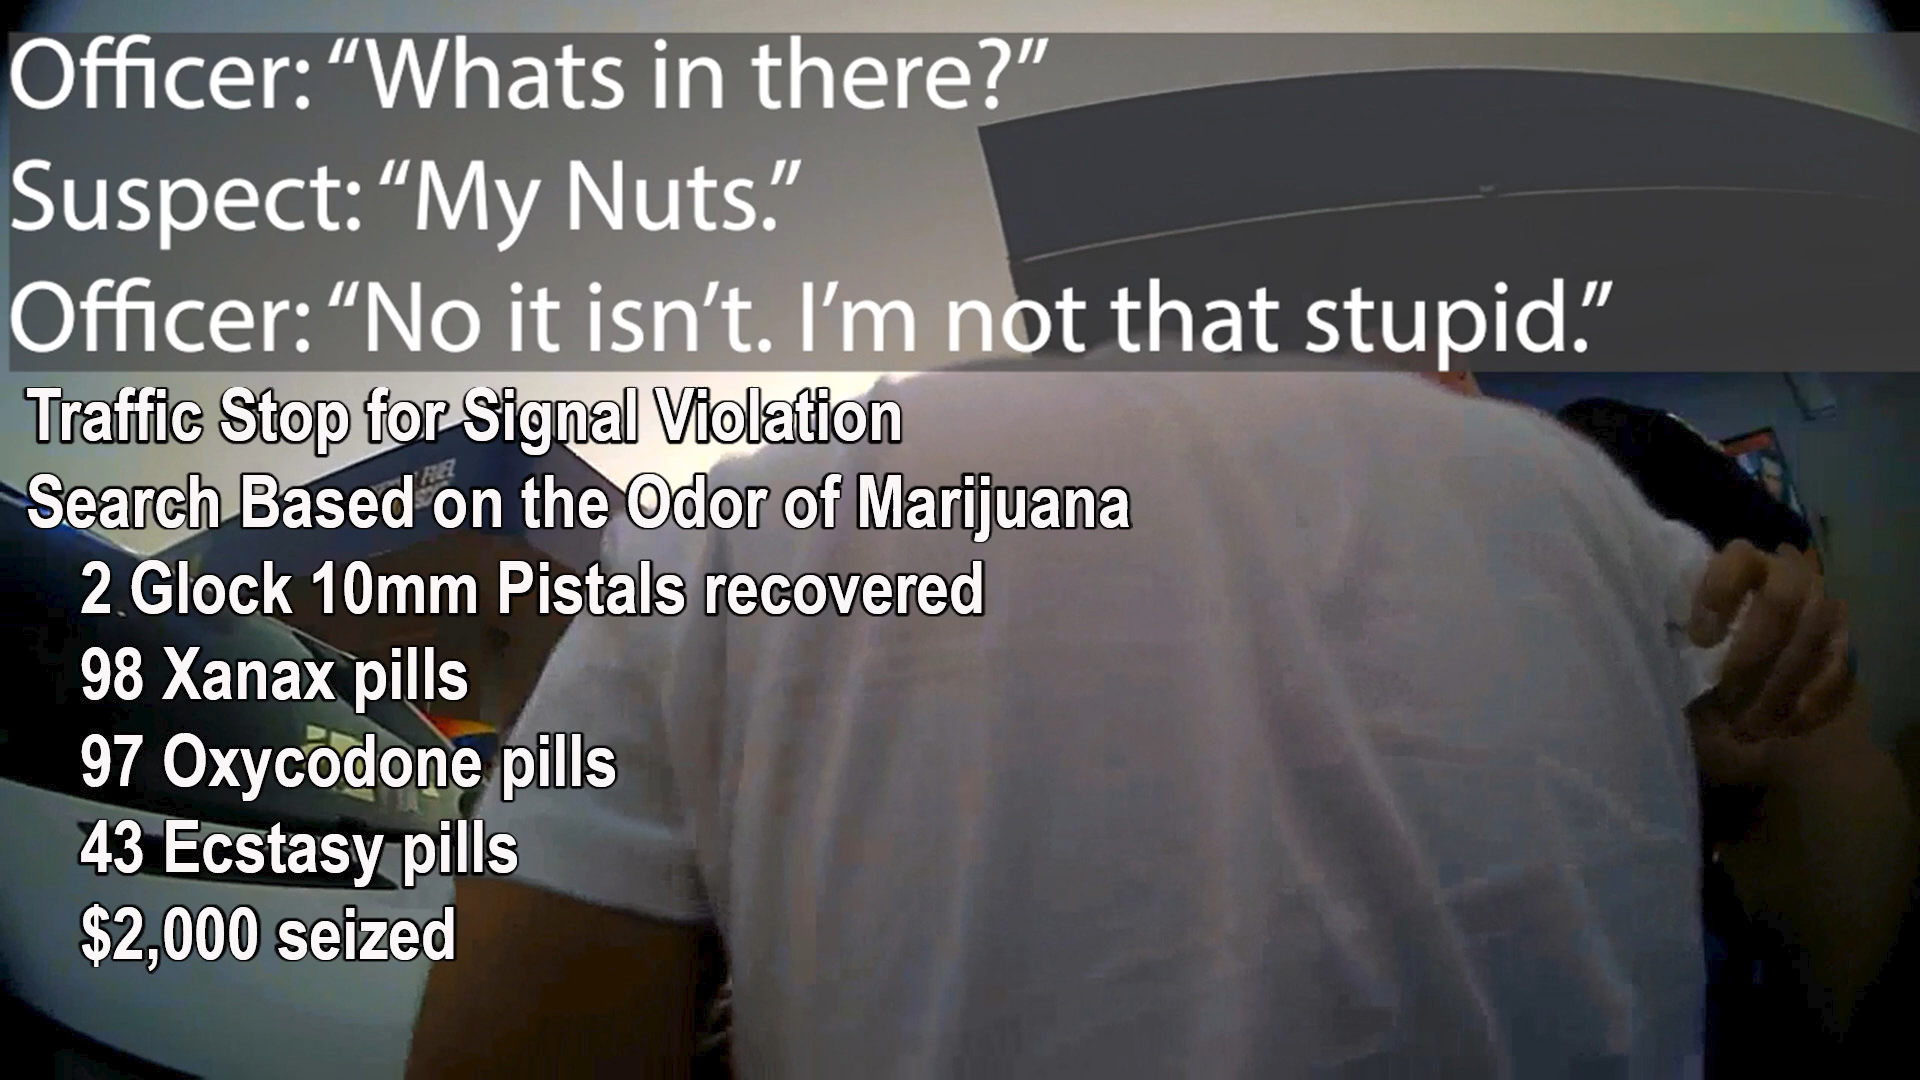 Officer: “Whats in there?”
Suspect: “My Nuts.”
Officer: “No it isn’t. I’m not that stupid.”
Traffic Stop for Signal Violation
FUEL
Search Based on the Odor of Marijuana
2 Glock 10mm Pistals recovered
98 Xanax pills
97 Oxycodone pills
43 Ecstasy pills
$2,000 seized